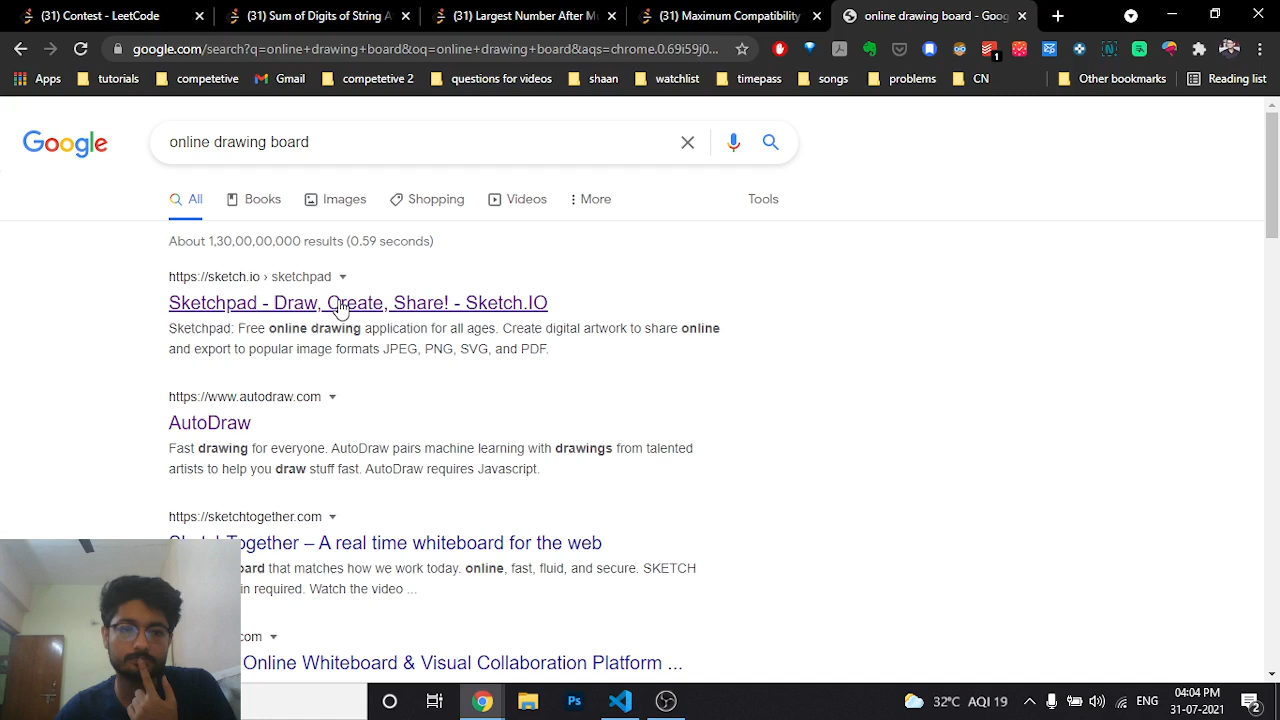 (31) Contest - LeetCode
(31) Sum of Digits of String A
(31) Largest Number After Mu
(31) Maximum Compatibility
online drawing board - Goog
google.com/search?q=online+drawing+board&oq=online+drawing+board&aqs=chrome.0.69i59j0...
1
Apps
tutorials
competetive
Gmail
competetive 2
questions for videos
shaan
watchlist
timepass
songs
problems
CN
Other bookmarks
Reading list
Google
online drawing board
All
Books
Images
Shopping
Videos
More
Tools
About 1,30,00,00,000 results (0.59 seconds)
https://sketch.io › sketchpad
Sketchpad - Draw, Create, Share! - Sketch.IO
Sketchpad: Free online drawing application for all ages. Create digital artwork to share online
and export to popular image formats JPEG, PNG, SVG, and PDF.
https://www.autodraw.com
AutoDraw
Fast drawing for everyone. AutoDraw pairs machine learning with drawings from talented
artists to help you draw stuff fast. AutoDraw requires Javascript.
https://sketchtogether.com
SketchTogether – A real time whiteboard for the web
that matches how we work today. online, fast, fluid, and secure. SKETCH
in required. Watch the video ...
Online Whiteboard & Visual Collaboration Platform ...
Ps
32°C AQI 19
ENG
04:04 PM
31-07-2021
2